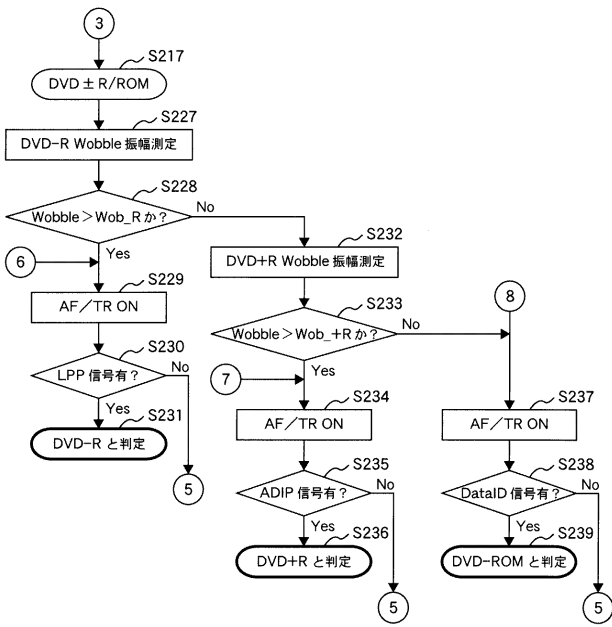 3
S217
DVD±R/ROM
S227
DVD-R Wobble 振幅測定
S228
Wobble＞Wob_Rか？
No
Yes
6
S229
AF／TR ON
S230
LPP 信号有？
No
Yes
S231
DVD-R と判定
5
S232
DVD+R Wobble 振幅測定
S233
Wobble＞Wob_+Rか？
No
Yes
7
S234
AF／TR ON
S235
ADIP 信号有？
No
Yes
S236
DVD+R と判定
5
8
S237
AF／TR ON
S238
DataID 信号有？
No
Yes
S239
DVD-ROM と判定
5